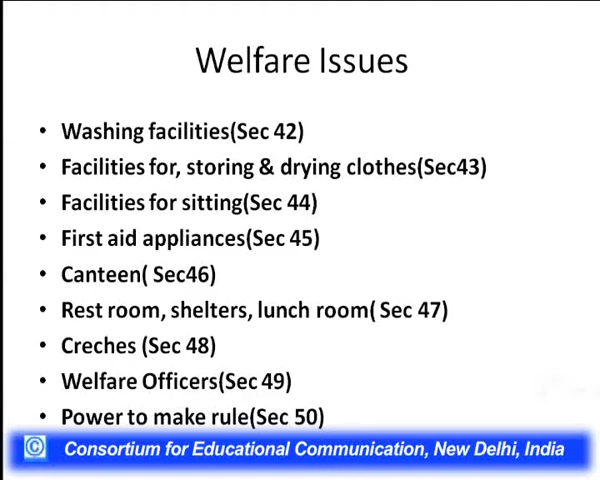 Welfare Issues
• Washing facilities(Sec 42)
• Facilities for, storing & drying clothes(Sec43)
• Facilities for sitting(Sec 44)
• First aid appliances(Sec 45)
• Canteen( Sec46)
• Rest room, shelters, lunch room( Sec 47)
• Creches (Sec 48)
• Welfare Officers(Sec 49)
• Power to make rule(Sec 50)
© Consortium for Educational Communication, New Delhi, India